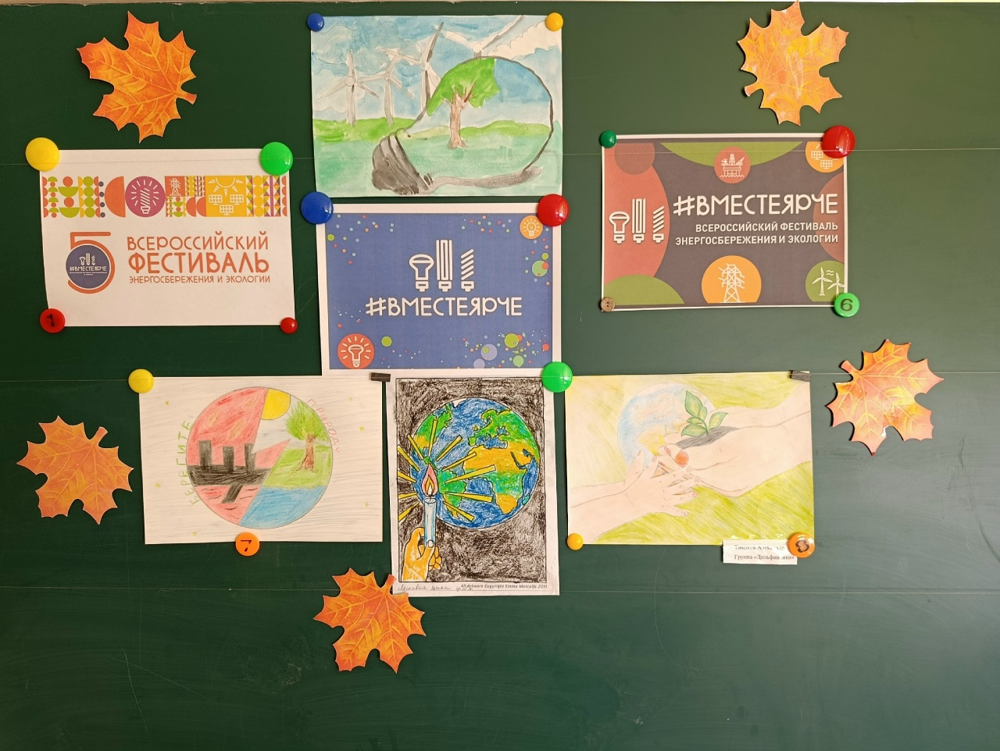 5
#ВМЕСТЕЯРЧЕ
ВСЕРОССИЙСКИЙ
ФЕСТИВАЛЬ
ЭНЕРГОСБЕРЕЖЕНИЯ И ЭКОЛОГИИ
1
#ВМЕСТЕЯРЧЕ
#ВМЕСТЕЯРЧЕ
ВСЕРОССИЙСКИЙ ФЕСТИВАЛЬ
ЭНЕРГОСБЕРЕЖЕНИЯ И ЭКОЛОГИИ
6
БЕРЕГИТЕ
ПРИРОДУ
7
All Artwork Copyright Emma Metcalfe 2011
8
Группа